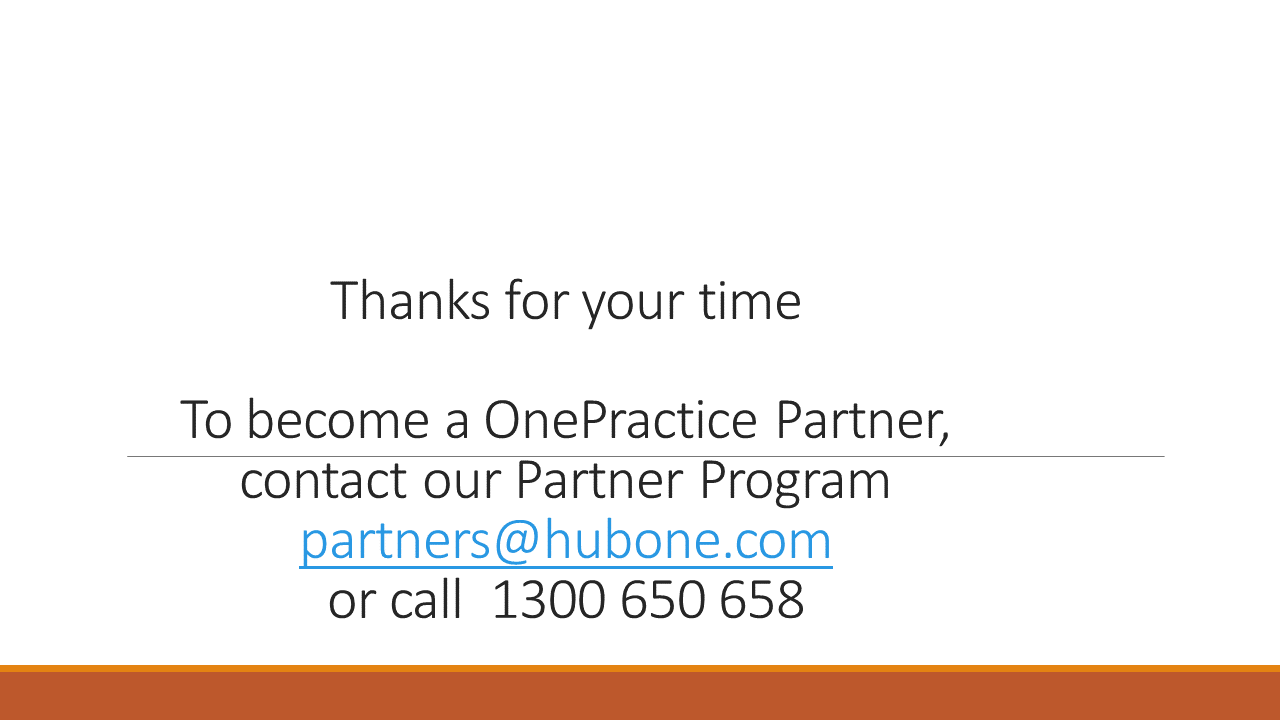 Thanks for your time
To become a OnePractice Partner,
contact our Partner Program
partners@hubone.com
or call  1300 650 658